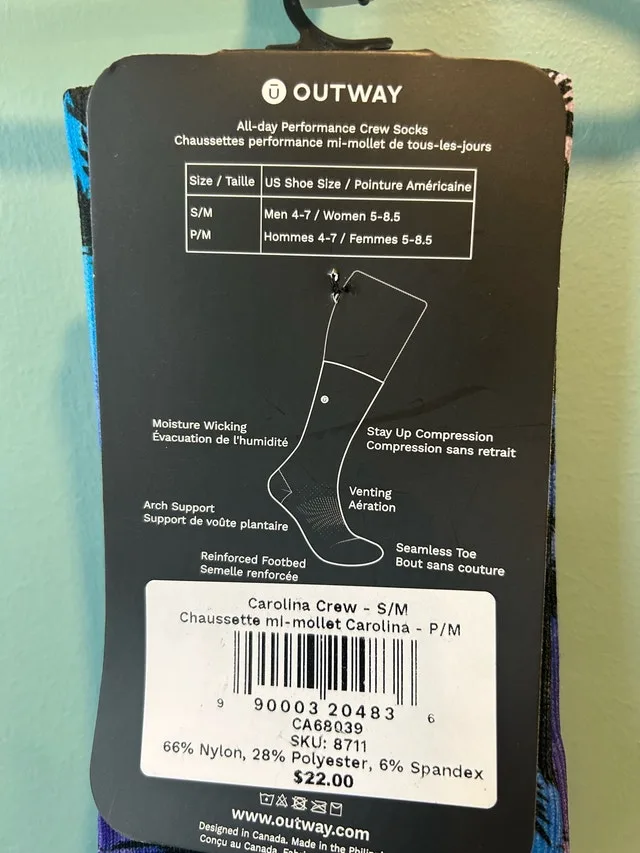 OUTWAY
All-day Performance Crew Socks
Chaussettes performance mi-mollet de tous-les-jours
Size / Taille US Shoe Size / Pointure Américaine
S/M Men 4-7 / Women 5-8.5
P/M Hommes 4-7 / Femmes 5-8.5
Moisture Wicking
Évacuation de l'humidité
Stay Up Compression
Compression sans retrait
Venting
Aération
Arch Support
Support de voûte plantaire
Seamless Toe
Bout sans couture
Reinforced Footbed
Semelle renforcée
Carolina Crew - S/M
Chaussette mi-mollet Carolina - P/M
9 90003 20483 6
CA68039
SKU: 8711
66% Nylon, 28% Polyester, 6% Spandex
$22.00
www.outway.com
Designed in Canada. Made in the
Conçu au Canada.